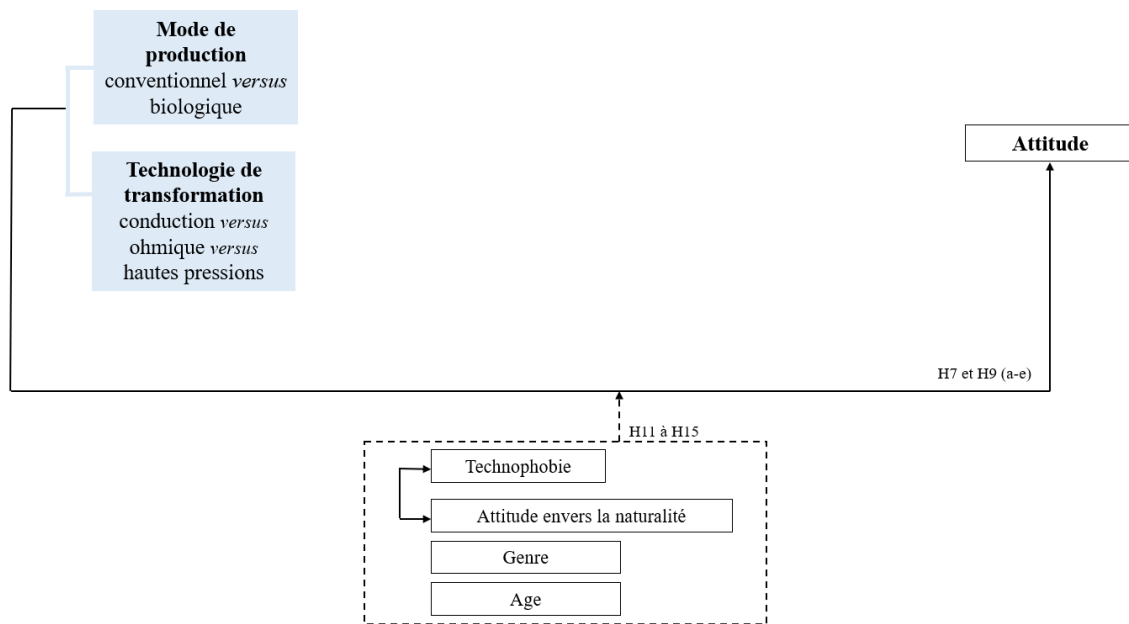 Mode de
production
conventionnel versus
biologique
Technologie de
transformation
conduction versus
ohmique versus
hautes pressions
Attitude
H7 et H9 (a-e)
H11 à H15
Technophobie
Attitude envers la naturalité
Genre
Age